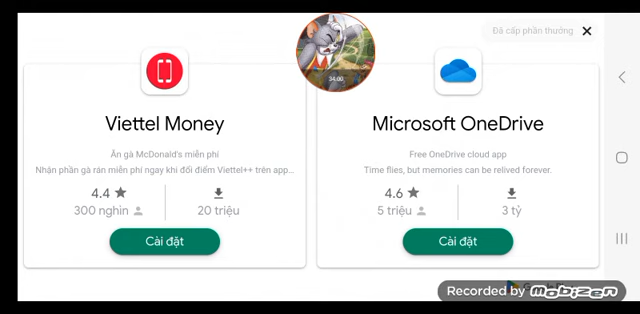 Đã cấp phần thưởng
34:00
Viettel Money
Ăn gà McDonald's miễn phí
Nhận phần gà rán miễn phí ngay khi đổi điểm Viettel++ trên app...
4.4
300 nghìn
20 triệu
Cài đặt
Microsoft OneDrive
Free OneDrive cloud app
Time flies, but memories can be relived forever.
4.6
5 triệu
3 tỷ
Cài đặt
Recorded by
MOBIZEN